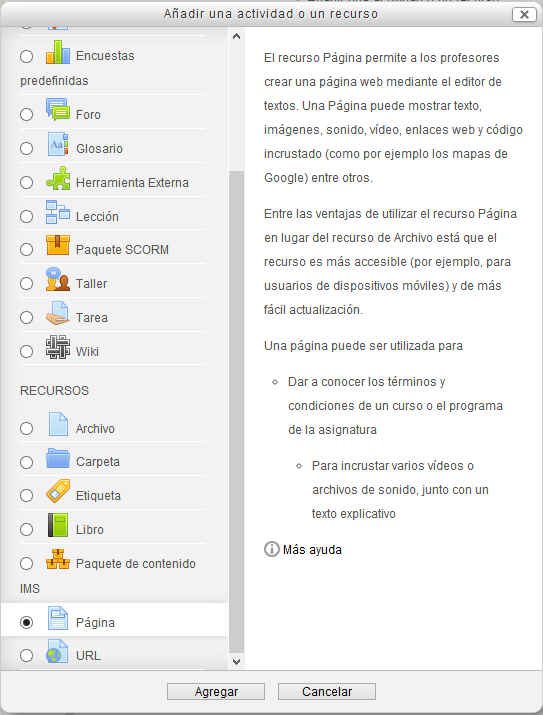 Añadir una actividad o un recurso
Encuestas
predefinidas
Foro
Glosario
Herramienta Externa
Lección
Paquete SCORM
Taller
Tarea
Wiki
RECURSOS
Archivo
Carpeta
Etiqueta
Libro
Paquete de contenido
IMS
Página
URL
El recurso Página permite a los profesores
crear una página web mediante el editor de
textos. Una Página puede mostrar texto,
imágenes, sonido, vídeo, enlaces web y código
incrustado (como por ejemplo los mapas de
Google) entre otros.
Entre las ventajas de utilizar el recurso Página
en lugar del recurso de Archivo está que el
recurso es más accesible (por ejemplo, para
usuarios de dispositivos móviles) y de más
fácil actualización.
Una página puede ser utilizada para
Dar a conocer los términos y
condiciones de un curso o el programa
de la asignatura
Para incrustar varios vídeos o
archivos de sonido, junto con un
texto explicativo
Más ayuda
Agregar
Cancelar